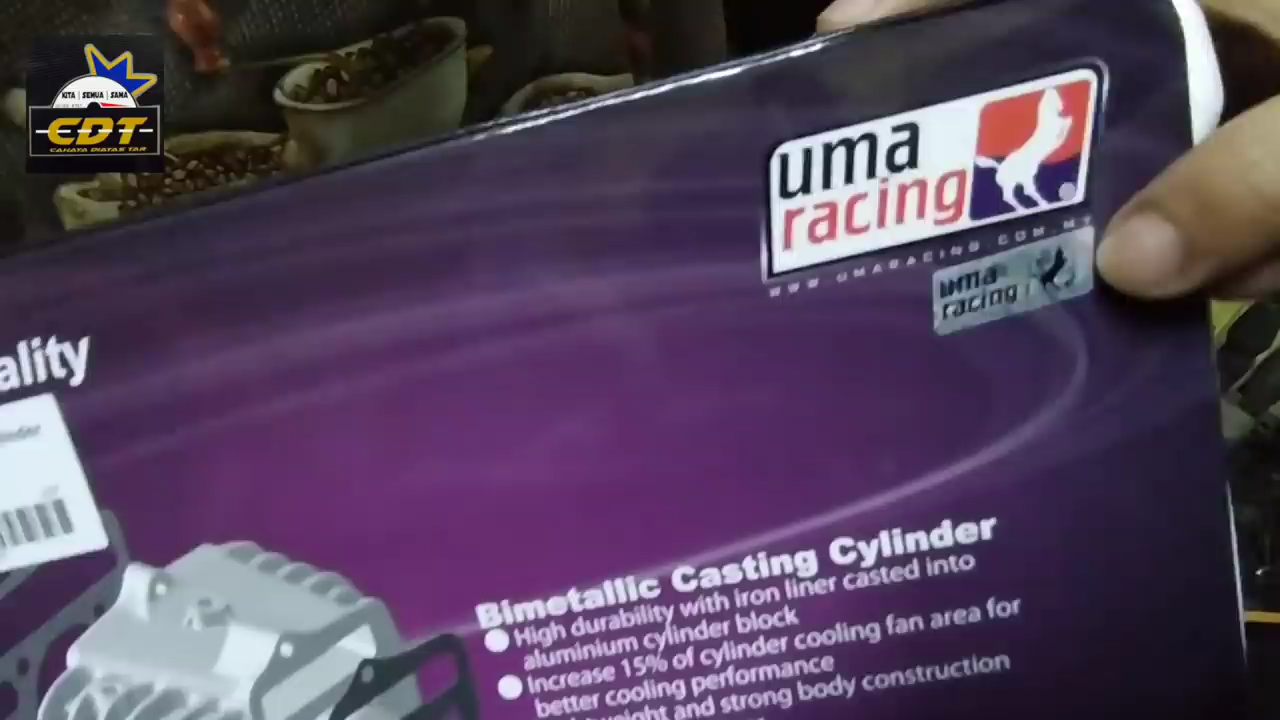 KITA | SEMUA | SAMA
CDT
CAHAYA DIATAS TAR
uma
racing
WWW.UMARACING.COM.MY
uma
racing
ality
inder
Bimetallic Casting Cylinder
High durability with iron liner casted into
aluminium cylinder block
Increase 15% of cylinder cooling fan area for
better cooling performance
weight and strong body construction